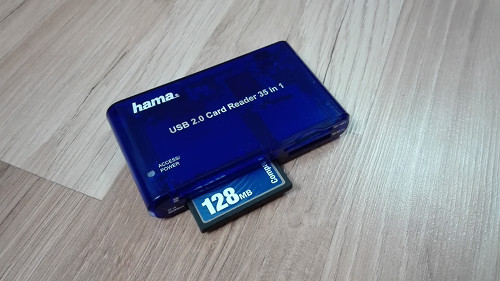 hama®
USB 2.0 Card Reader 35 in 1
ACCESS/
POWER
128MB